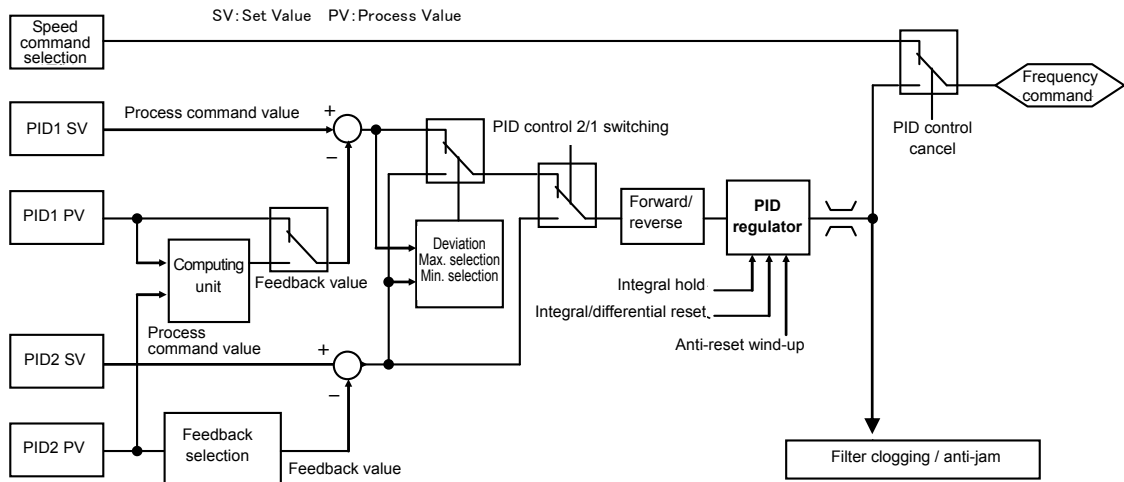 SV:Set Value PV:Process Value
Speed
command
selection
Frequency
command
PID control
cancel
PID1 SV
Process command value
+
−
PID control 2/1 switching
PID1 PV
Computing
unit
Feedback value
Deviation
Max. selection
Min. selection
Forward/
reverse
PID
regulator
Integral hold
Integral/differential reset
Anti-reset wind-up
Process
command value
PID2 SV
+
−
PID2 PV
Feedback
selection
Feedback value
Filter clogging / anti-jam